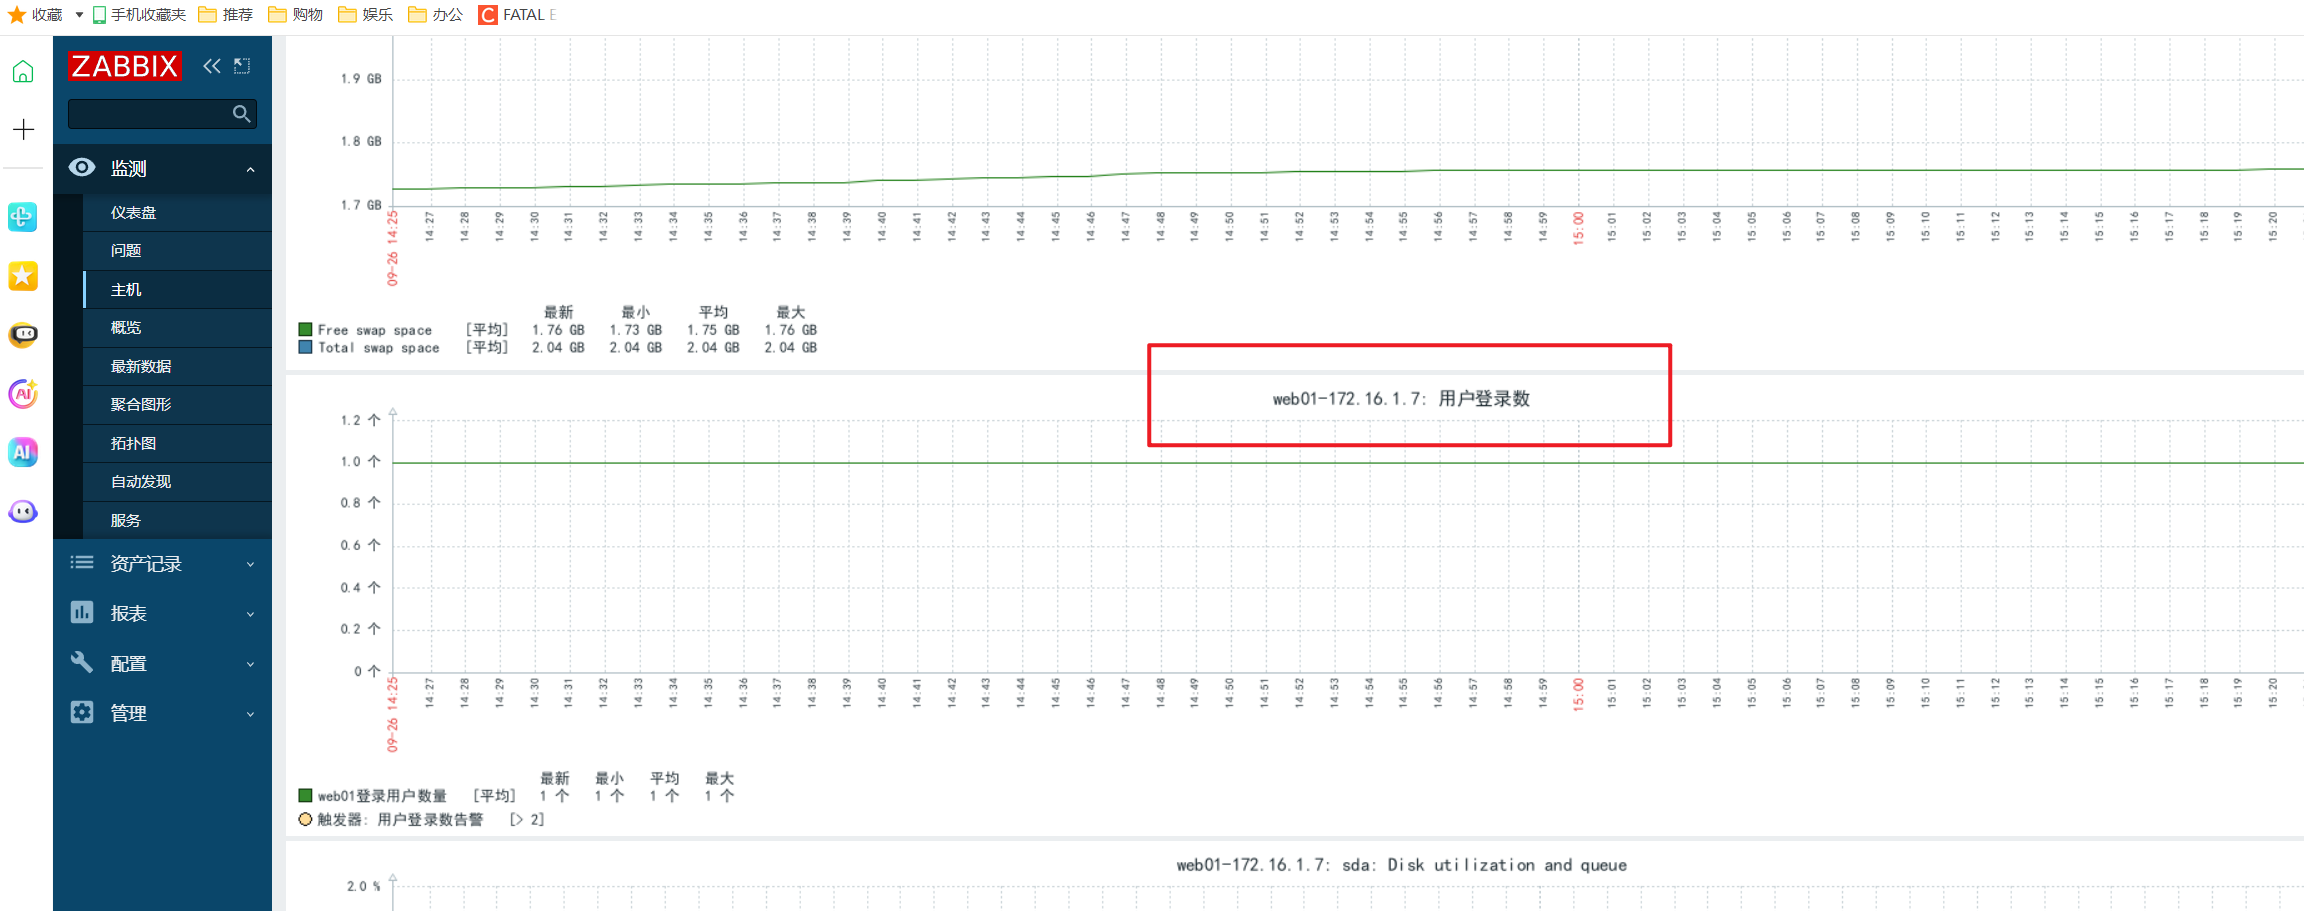 收藏 手机收藏夹 推荐 购物 娱乐 办公 FATAL E
ZABBIX
监测
仪表盘
问题
主机
概览
最新数据
聚合图形
拓扑图
自动发现
服务
资产记录
报表
配置
管理
1.9 GB
1.8 GB
1.7 GB
09-26 14:25 14:27 14:28 14:29 14:30 14:31 14:32 14:33 14:34 14:35 14:36 14:37 14:38 14:39 14:40 14:41 14:42 14:43 14:44 14:45 14:46 14:47 14:48 14:49 14:50 14:51 14:52 14:53 14:54 14:55 14:56 14:57 14:58 14:59 15:00 15:01 15:02 15:03 15:04 15:05 15:06 15:07 15:08 15:09 15:10 15:11 15:12 15:13 15:14 15:15 15:16 15:17 15:18 15:19 15:20
最新 最小 平均 最大
Free swap space [平均] 1.76 GB 1.73 GB 1.75 GB 1.76 GB
Total swap space [平均] 2.04 GB 2.04 GB 2.04 GB 2.04 GB
web01-172.16.1.7: 用户登录数
1.2 个
1.0 个
0.8 个
0.6 个
0.4 个
0.2 个
0 个
09-26 14:25 14:27 14:28 14:29 14:30 14:31 14:32 14:33 14:34 14:35 14:36 14:37 14:38 14:39 14:40 14:41 14:42 14:43 14:44 14:45 14:46 14:47 14:48 14:49 14:50 14:51 14:52 14:53 14:54 14:55 14:56 14:57 14:58 14:59 15:00 15:01 15:02 15:03 15:04 15:05 15:06 15:07 15:08 15:09 15:10 15:11 15:12 15:13 15:14 15:15 15:16 15:17 15:18 15:19 15:20
最新 最小 平均 最大
web01登录用户数量 [平均] 1 个 1 个 1 个 1 个
触发器: 用户登录数告警 [> 2]
web01-172.16.1.7: sda: Disk utilization and queue
2.0 %
AI
AI